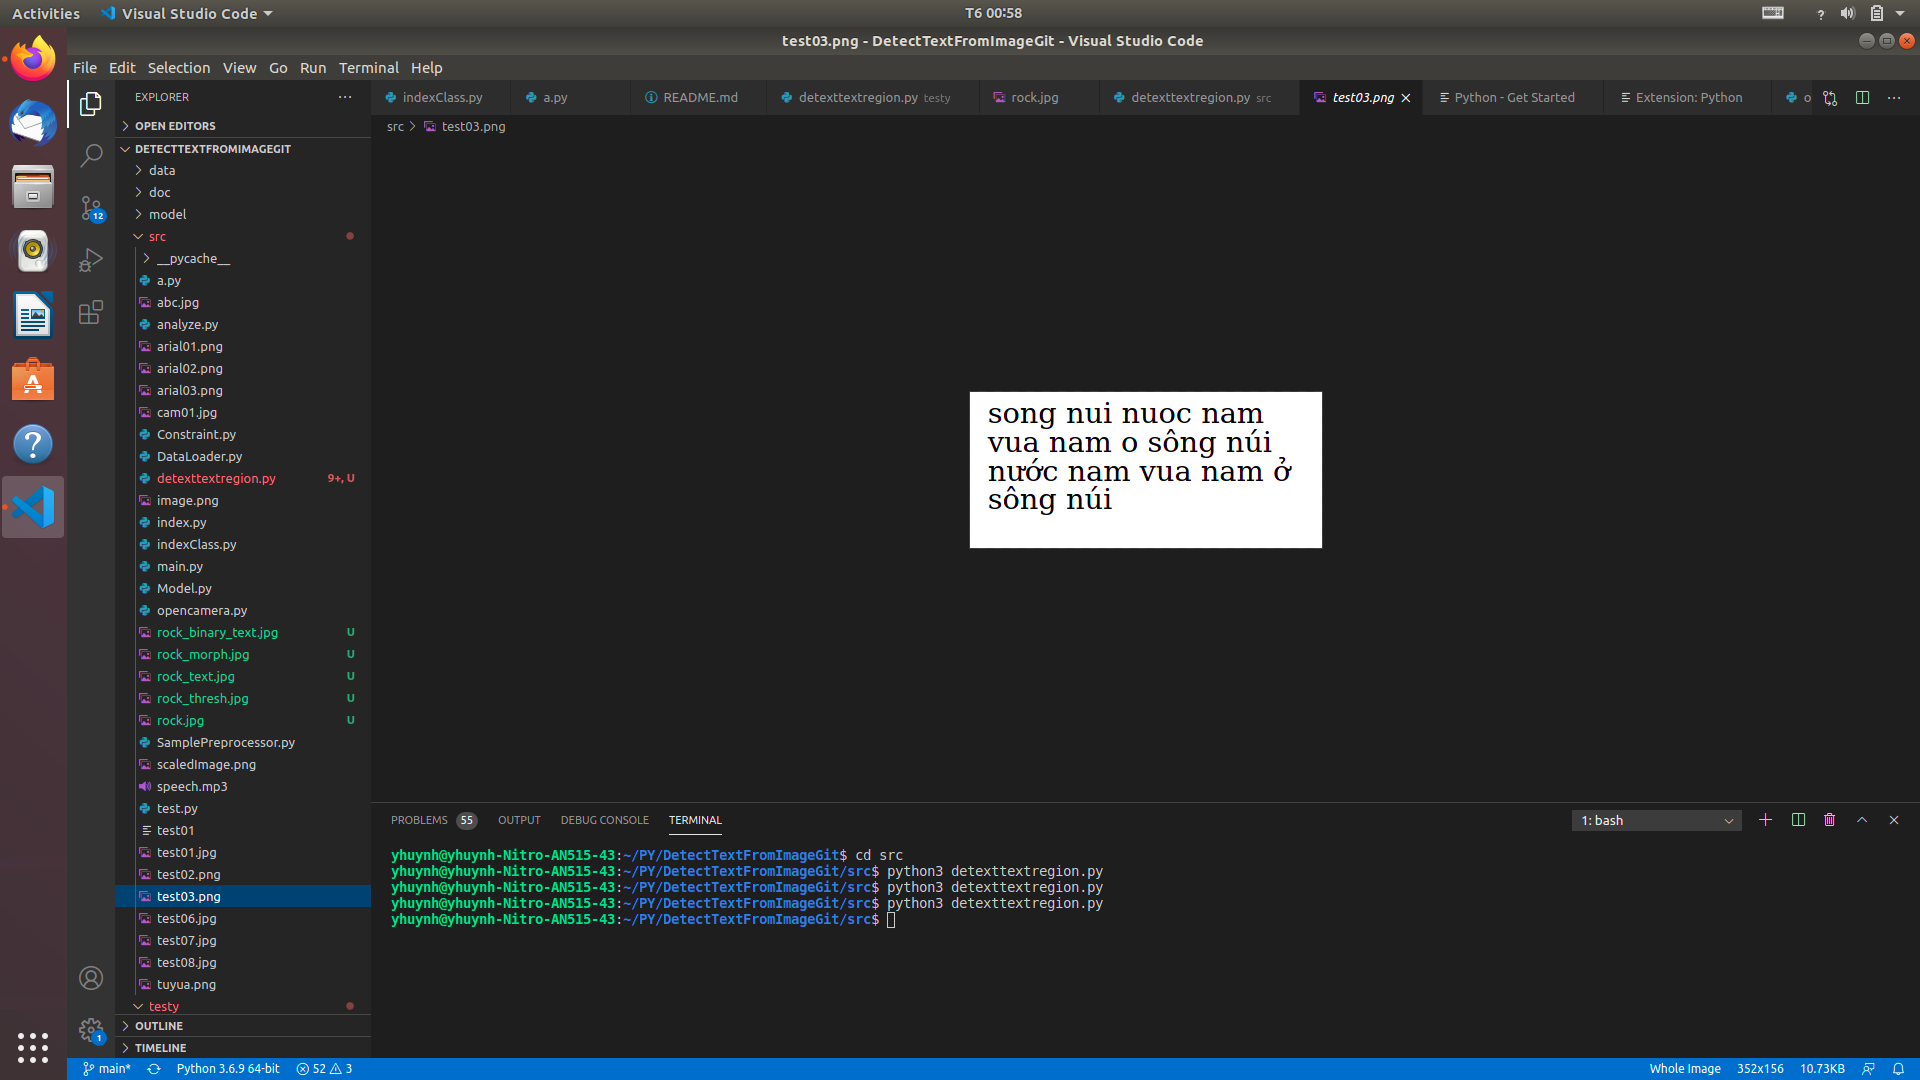 Activities
Visual Studio Code
T6 00:58
test03.png - DetectTextFromImageGit - Visual Studio Code
File Edit Selection View Go Run Terminal Help
EXPLORER
indexClass.py
a.py
README.md
detexttextregion.py testy
rock.jpg
detexttextregion.py src
test03.png
Python - Get Started
Extension: Python
o
src > test03.png
OPEN EDITORS
DETECTTEXTFROMIMAGEGIT
data
doc
model
src
__pycache__
a.py
abc.jpg
analyze.py
arial01.png
arial02.png
arial03.png
cam01.jpg
Constraint.py
DataLoader.py
detexttextregion.py 9+, U
image.png
index.py
indexClass.py
main.py
Model.py
opencamera.py
rock_binary_text.jpg U
rock_morph.jpg U
rock_text.jpg U
rock_thresh.jpg U
rock.jpg U
SamplePreprocessor.py
scaledImage.png
speech.mp3
test.py
test01
test01.jpg
test02.png
test03.png
test06.jpg
test07.jpg
test08.jpg
tuyua.png
testy
OUTLINE
TIMELINE
12
1
song nui nuoc nam
vua nam o sông núi
nước nam vua nam ở
sông núi
PROBLEMS 55 OUTPUT DEBUG CONSOLE TERMINAL
1: bash
yhuynh@yhuynh-Nitro-AN515-43:~/PY/DetectTextFromImageGit$ cd src
yhuynh@yhuynh-Nitro-AN515-43:~/PY/DetectTextFromImageGit/src$ python3 detexttextregion.py
yhuynh@yhuynh-Nitro-AN515-43:~/PY/DetectTextFromImageGit/src$ python3 detexttextregion.py
yhuynh@yhuynh-Nitro-AN515-43:~/PY/DetectTextFromImageGit/src$ python3 detexttextregion.py
yhuynh@yhuynh-Nitro-AN515-43:~/PY/DetectTextFromImageGit/src$
main* Python 3.6.9 64-bit 52 3
Whole Image 352x156 10.73KB